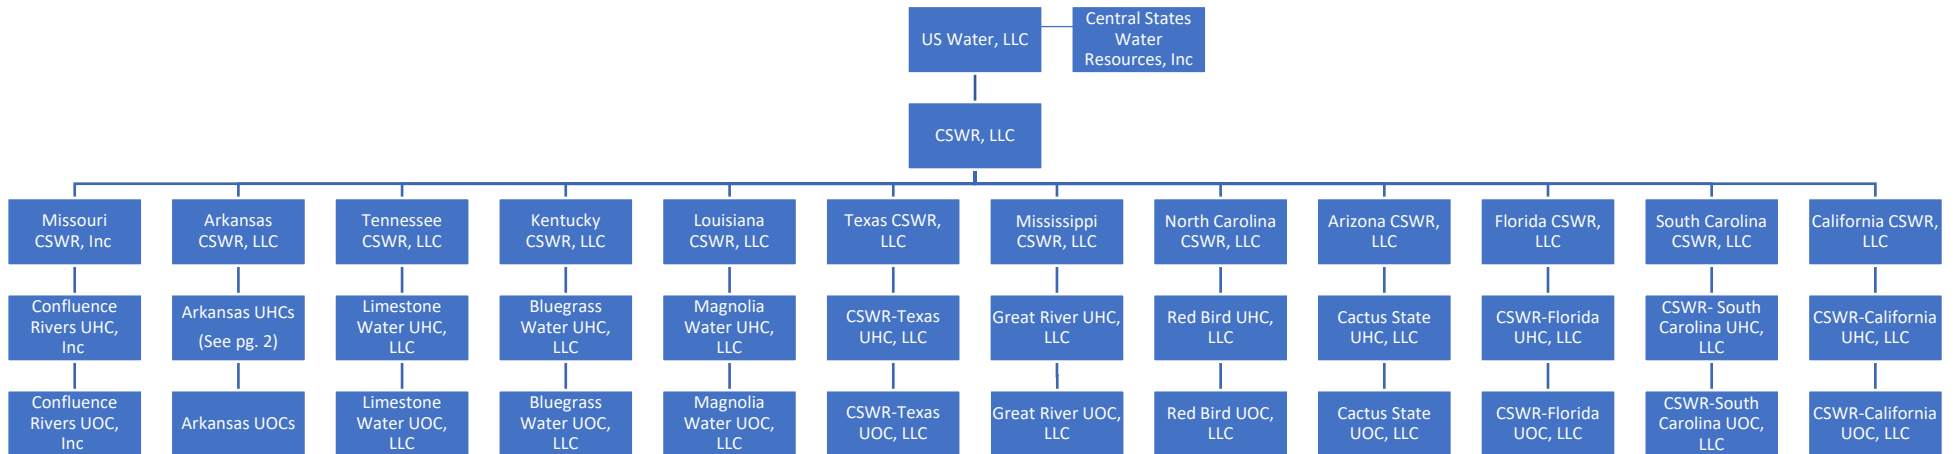 US Water, LLC
Central States
Water
Resources, Inc
CSWR, LLC
Missouri
CSWR, Inc
Arkansas
CSWR, LLC
Tennessee
CSWR, LLC
Kentucky
CSWR, LLC
Louisiana
CSWR, LLC
Texas CSWR,
LLC
Mississippi
CSWR, LLC
North Carolina
CSWR, LLC
Arizona CSWR,
LLC
Florida CSWR,
LLC
South Carolina
CSWR, LLC
California CSWR,
LLC
Confluence
Rivers UHC,
Inc
Arkansas UHCs
(See pg. 2)
Limestone
Water UHC,
LLC
Bluegrass
Water UHC,
LLC
Magnolia
Water UHC,
LLC
CSWR-Texas
UHC, LLC
Great River UHC,
LLC
Red Bird UHC,
LLC
Cactus State
UHC, LLC
CSWR-Florida
UHC, LLC
CSWR- South
Carolina UHC,
LLC
CSWR-California
UHC, LLC
Confluence
Rivers UOC,
Inc
Arkansas UOCs
Limestone
Water UOC,
LLC
Bluegrass
Water UOC,
LLC
Magnolia
Water UOC,
LLC
CSWR-Texas
UOC, LLC
Great River UOC,
LLC
Red Bird UOC,
LLC
Cactus State
UOC, LLC
CSWR-Florida
UOC, LLC
CSWR-South
Carolina UOC,
LLC
CSWR-California
UOC, LLC